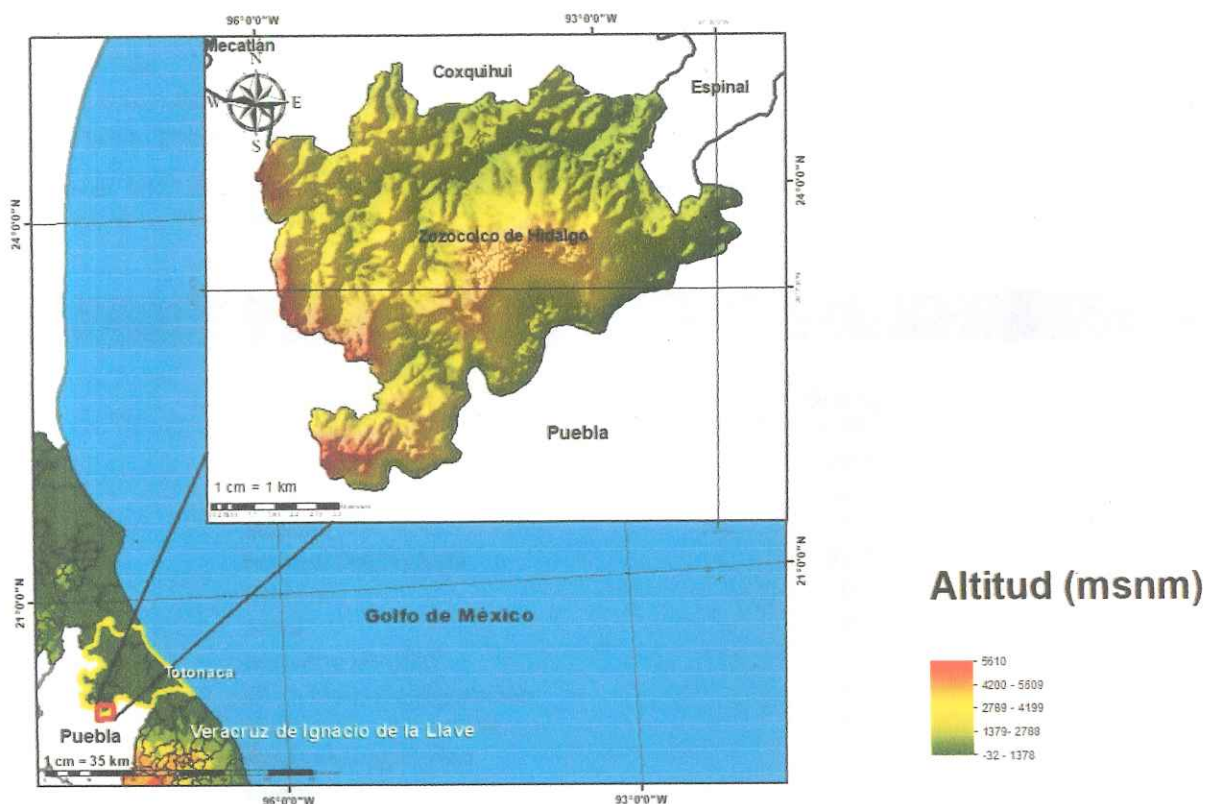 96°0'0"W
93°0'0"W
Mecatlán
N
Coxquihui
Espinal
W
E
S
24°0'0"N
24°0'0"N
Zozocolco de Hidalgo
Puebla
1 cm = 1 km
21°0'0"N
21°0'0"N
Golfo de México
Altitud (msnm)
Totonaca
5610
4200 - 5609
2789 - 4199
1379 - 2788
-32 - 1378
Veracruz de Ignacio de la Llave
Puebla
1 cm = 35 km
96°0'0"W
93°0'0"W